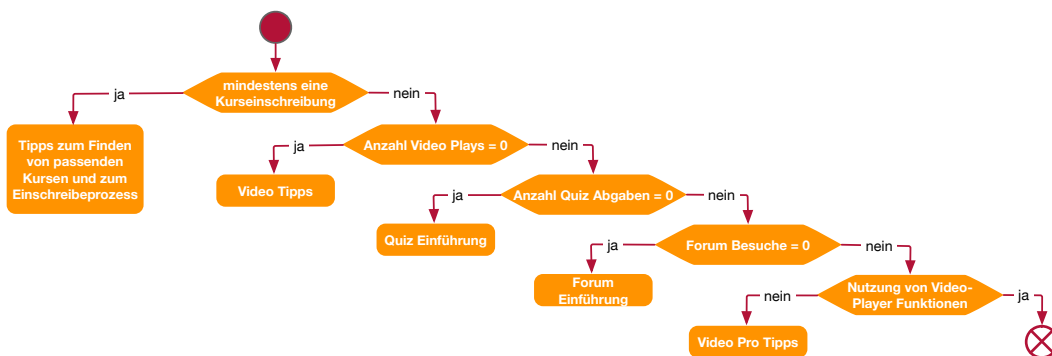 mindestens eine
Kurseinschreibung
ja
nein
Tipps zum Finden
von passenden
Kursen und zum
Einschreibeprozess
Anzahl Video Plays = 0
ja
nein
Video Tipps
Anzahl Quiz Abgaben = 0
ja
nein
Quiz Einführung
Forum Besuche = 0
ja
nein
Forum
Einführung
Nutzung von Video-
Player Funktionen
nein
ja
Video Pro Tipps